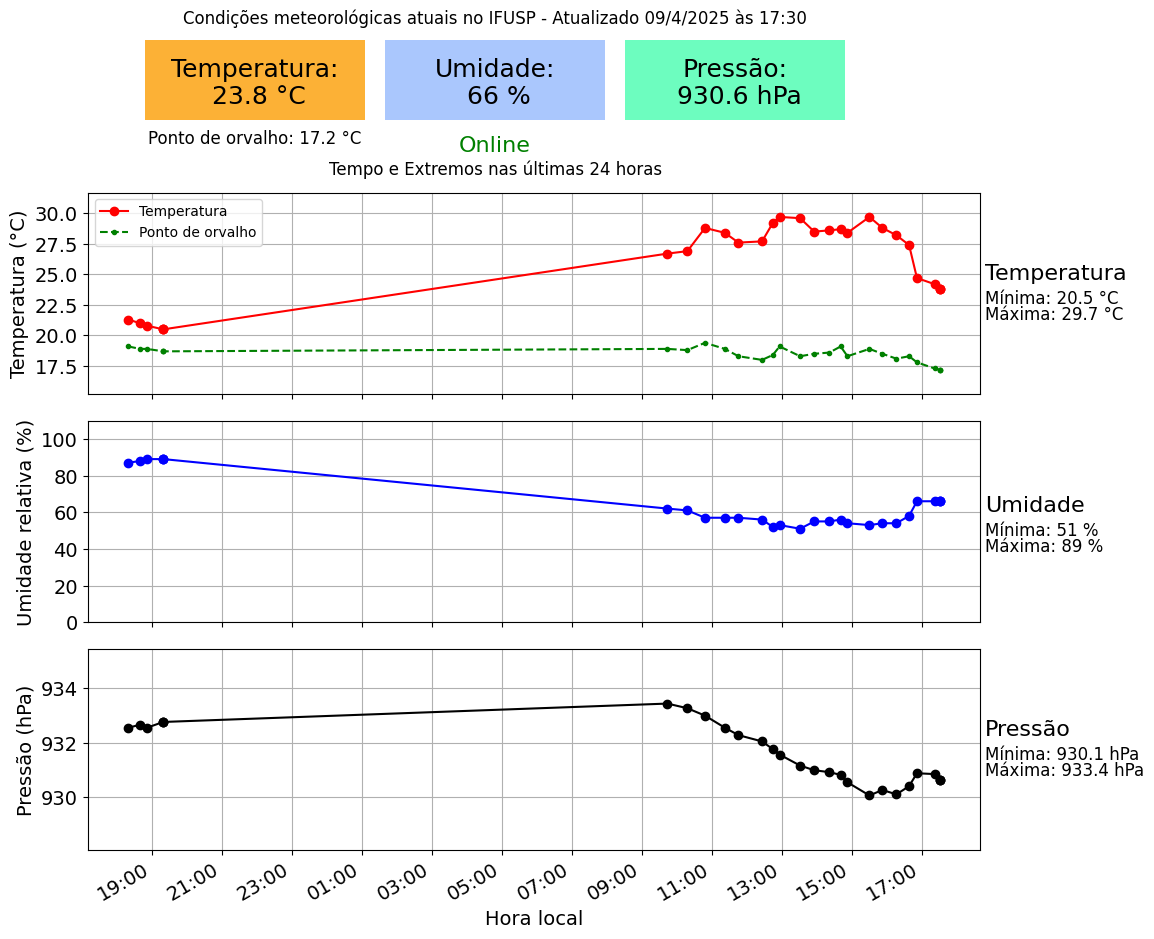 Condições meteorológicas atuais no IFUSP - Atualizado 09/4/2025 às 17:30
Temperatura:
23.8 °C
Umidade:
66 %
Pressão:
930.6 hPa
Ponto de orvalho: 17.2 °C
Online
Tempo e Extremos nas últimas 24 horas
Temperatura (°C)
30.0
27.5
25.0
22.5
20.0
17.5
Temperatura
Ponto de orvalho
Temperatura
Mínima: 20.5 °C
Máxima: 29.7 °C
Umidade relativa (%)
100
80
60
40
20
0
Umidade
Mínima: 51 %
Máxima: 89 %
Pressão (hPa)
934
932
930
Pressão
Mínima: 930.1 hPa
Máxima: 933.4 hPa
19:00 21:00 23:00 01:00 03:00 05:00 07:00 09:00 11:00 13:00 15:00 17:00
Hora local